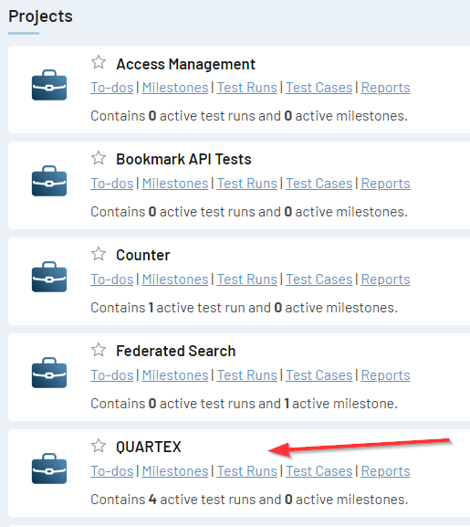 Projects
Access Management
To-dos | Milestones | Test Runs | Test Cases | Reports
Contains 0 active test runs and 0 active milestones.
Bookmark API Tests
To-dos | Milestones | Test Runs | Test Cases | Reports
Contains 0 active test runs and 0 active milestones.
Counter
To-dos | Milestones | Test Runs | Test Cases | Reports
Contains 1 active test run and 0 active milestones.
Federated Search
To-dos | Milestones | Test Runs | Test Cases | Reports
Contains 0 active test runs and 1 active milestone.
QUARTEX
To-dos | Milestones | Test Runs | Test Cases | Reports
Contains 4 active test runs and 0 active milestones.